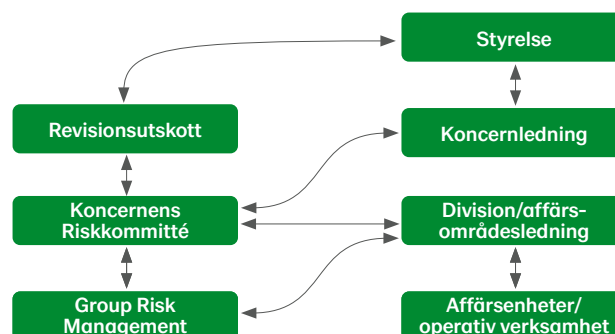 Styrelse
Revisionsutskott
Koncernledning
Koncernens
Riskkommitté
Division/affärs-
områdesledning
Group Risk
Management
Affärsenheter/
operativ verksamhet